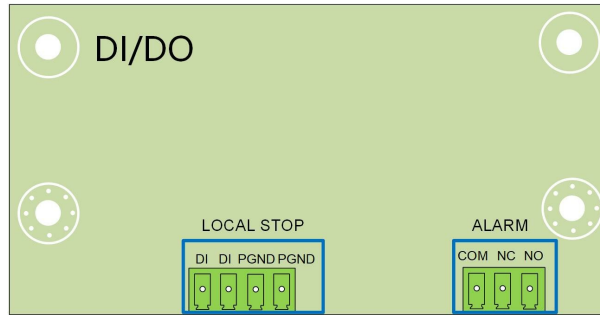 DI/DO
LOCAL STOP
ALARM
DI DI PGND PGND
COM NC NO